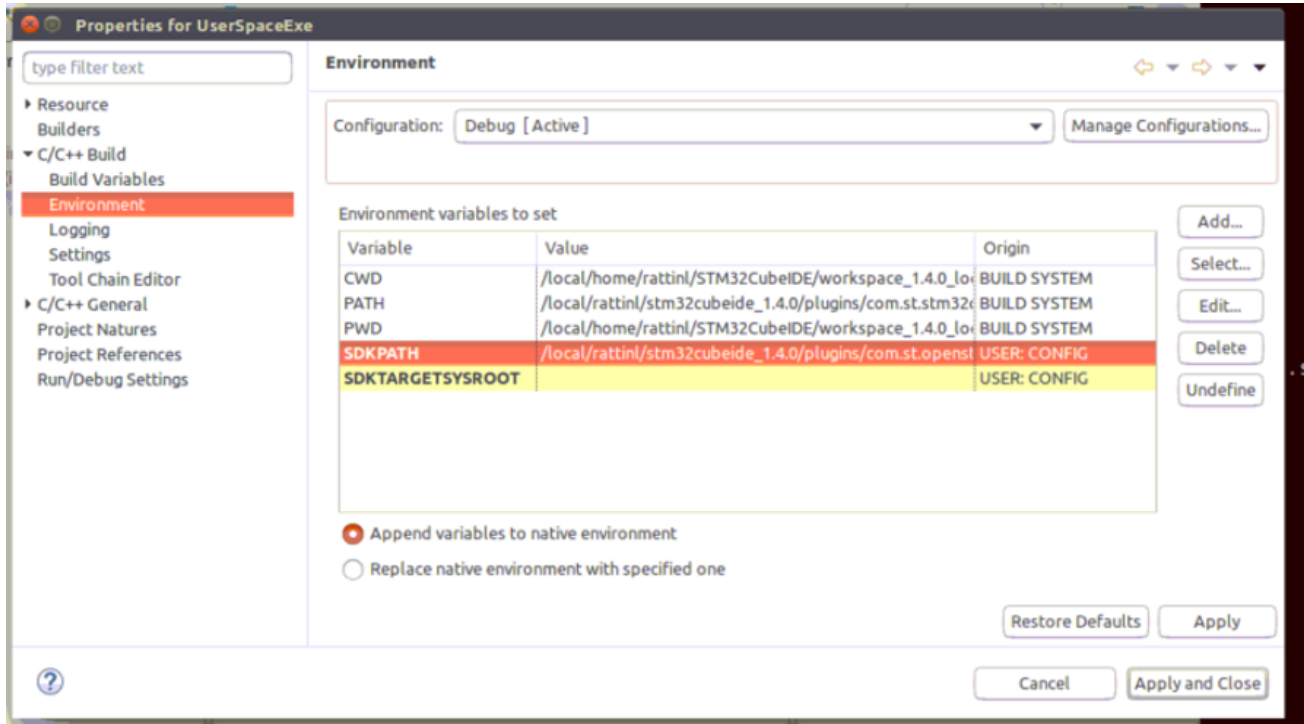 Properties for UserSpaceExe
type filter text
Resource
Builders
C/C++ Build
Build Variables
Environment
Logging
Settings
Tool Chain Editor
C/C++ General
Project Natures
Project References
Run/Debug Settings
Environment
Configuration: Debug [Active] Manage Configurations...
Environment variables to set
Variable Value Origin
CWD /local/home/rattinl/STM32CubeIDE/workspace_1.4.0_lo BUILD SYSTEM
PATH /local/rattinl/stm32cubeide_1.4.0/plugins/com.st.stm32c BUILD SYSTEM
PWD /local/home/rattinl/STM32CubeIDE/workspace_1.4.0_lo BUILD SYSTEM
SDKPATH /local/rattinl/stm32cubeide_1.4.0/plugins/com.st.openst USER: CONFIG
SDKTARGETSYSROOT USER: CONFIG
Add...
Select...
Edit...
Delete
Undefine
Append variables to native environment
Replace native environment with specified one
Restore Defaults Apply
Cancel Apply and Close